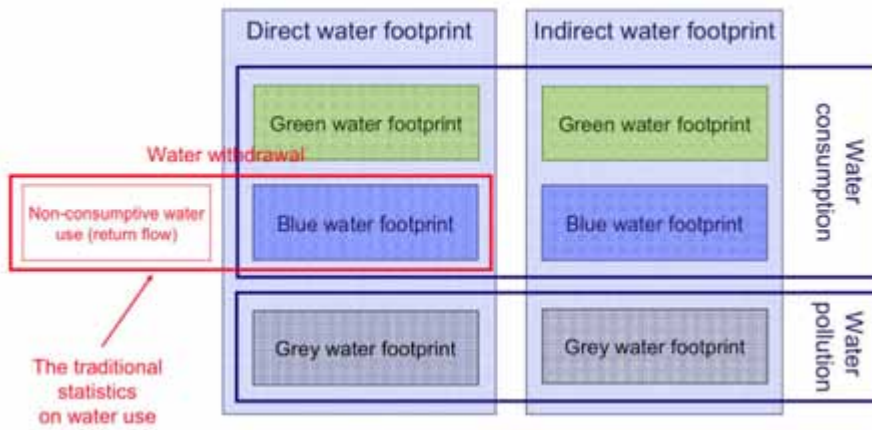 Direct water footprint
Indirect water footprint
Green water footprint
Green water footprint
Water withdrawal
Non-consumptive water
use (return flow)
Blue water footprint
Blue water footprint
Water
consumption
Grey water footprint
Grey water footprint
Water
pollution
The traditional
statistics
on water use